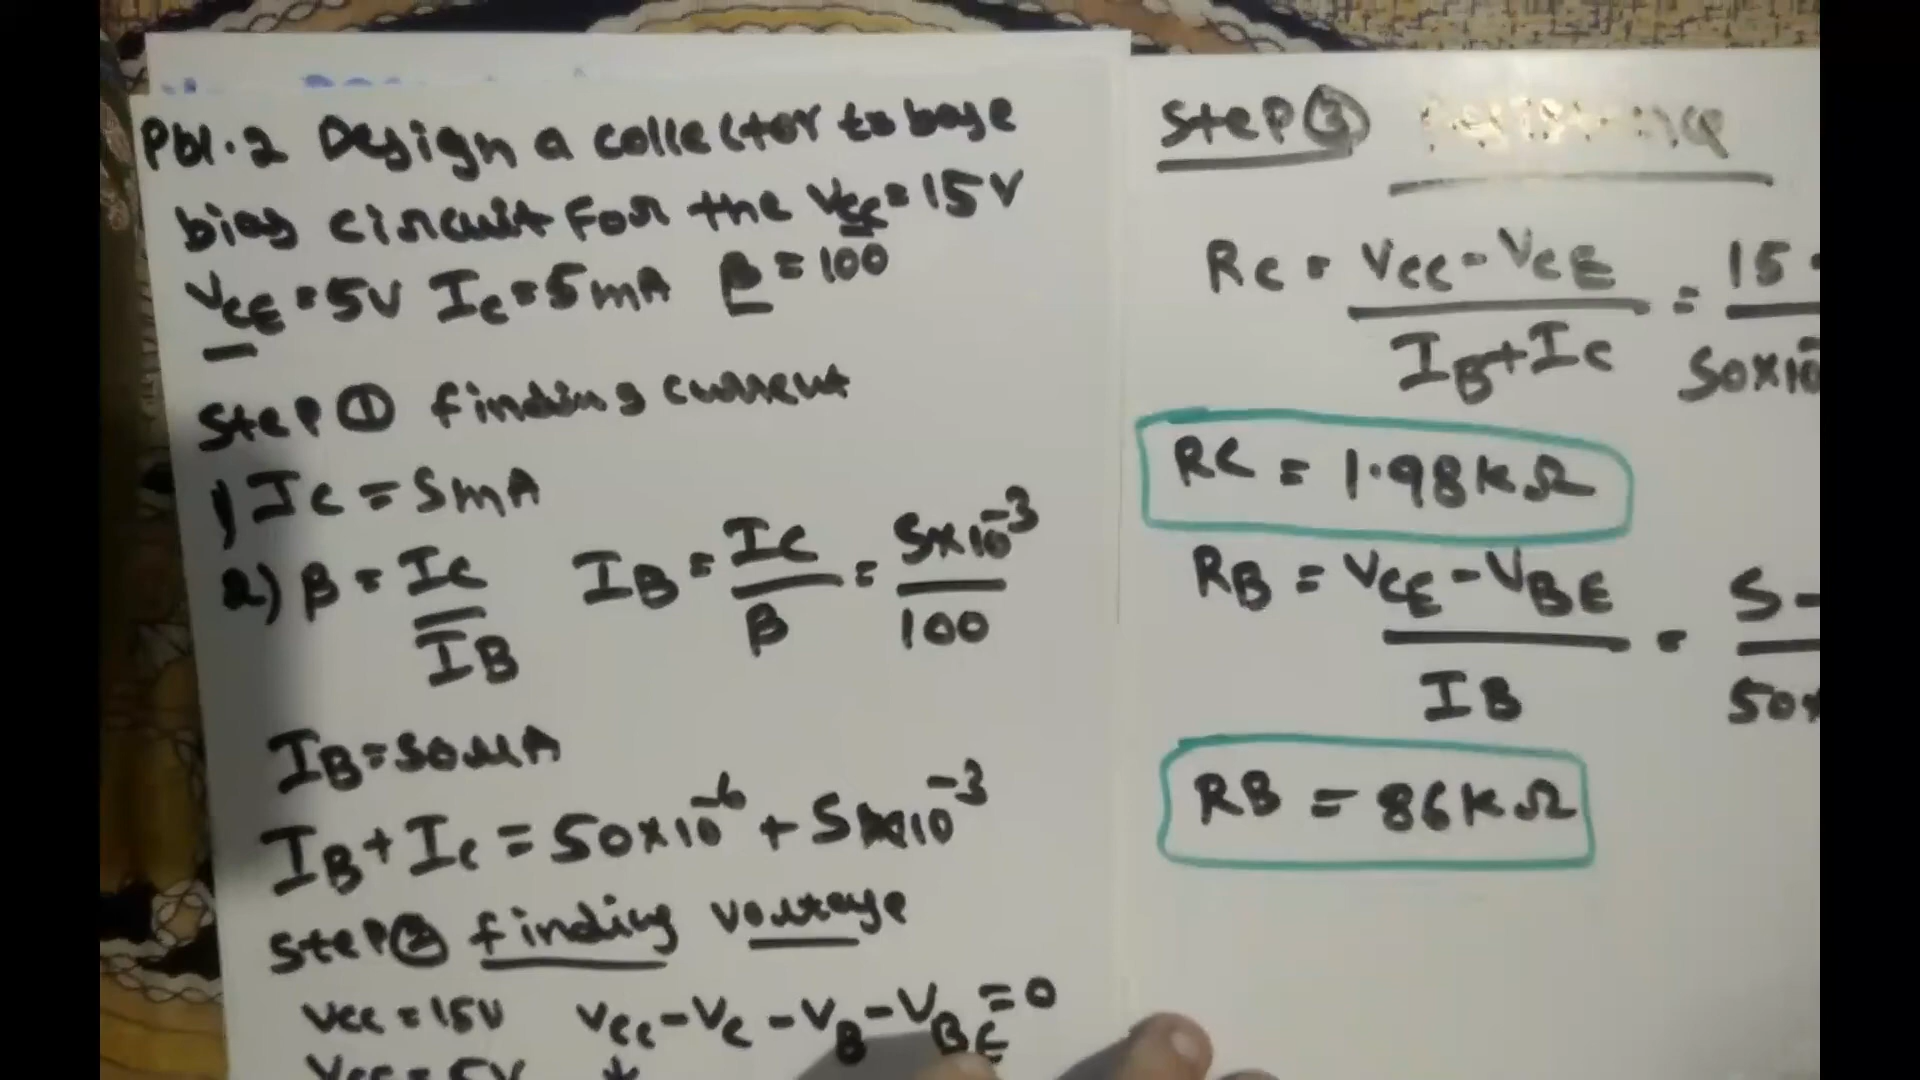 Pbl.2 Design a collector to base
bias circuit for the Vcc = 15V
VCE = 5V Ic = 5mA β = 100
Step ① finding current
1) Ic = 5mA
2) β = Ic / IB IB = Ic / β = 5×10⁻³ / 100
IB = 50μA
IB + Ic = 50×10⁻⁶ + 5×10⁻³
Step ② finding voltage
Vcc = 15V Vcc - Vc - VB - VBE = 0
Step ③
Rc = Vcc - VCE / IB + Ic = 15
Rc = 1.98kΩ
RB = VCE - VBE / IB = 5 - / 50×
RB = 86kΩ